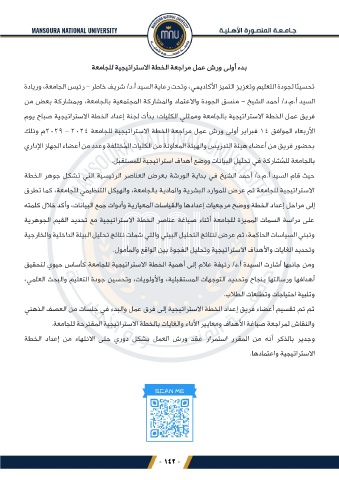 MANSOURA NATIONAL UNIVERSITY
جـامـعـة المنصـورة الأهـليـة
MNU
بدء أولى ورش عمل مراجعة الخطة الاستراتيجية للجامعة
تحسينًا لجودة التعليم وتعزيز التميز الأكاديمي، وتحت رعاية السيد أ.د/ شريف خاطر – رئيس الجامعة، وريادة
السيد أ.م.د/ أحمد الشيخ – منسق الجودة والاعتماد والمشاركة المجتمعية بالجامعة، وبمشاركة بعض من
فريق عمل الخطة الاستراتيجية بالجامعة وممثلي الكليات؛ بدأت لجنة إعداد الخطة الاستراتيجية صباح يوم
الأربعاء الموافق ١٤ فبراير أولى ورش عمل مراجعة الخطة الاستراتيجية للجامعة ٢٠٢٤ – ٢٠٢٩م وذلك
بحضور فريق من أعضاء هيئة التدريس والهيئة المعاونة من الكليات المختلفة وعدد من أعضاء الجهاز الإداري
بالجامعة للمشاركة في تحليل البيانات ووضع أهداف استراتيجية للمستقبل.
حيث قام السيد أ.م.د/ أحمد الشيخ في بداية الورشة بعرض العناصر الرئيسية التي تشكل جوهر الخطة
الاستراتيجية للجامعة ثم عرض للموارد البشرية والمادية بالجامعة، والهيكل التنظيمي للجامعة، كما تطرق
إلى مراحل إعداد الخطة ووضح مرجعيات إعدادها والقياسات المعيارية وأدوات جمع البيانات، وأكد خلال كلمته
على دراسة السمات المميزة للجامعة أثناء صياغة عناصر الخطة الاستراتيجية مع تحديد القيم الجوهرية
وتبني السياسات الحاكمة، ثم عرض لنتائج التحليل البيئي والتي شملت نتائج تحليل البيئة الداخلية والخارجية
وتحديد الغايات والأهداف الاستراتيجية وتحليل الفجوة بين الواقع والمأمول.
ومن جانبها أشارت السيدة أ.د/ رئيفة علام إلى أهمية الخطة الاستراتيجية للجامعة كأساس حيوي لتحقيق
أهدافها ورسالتها بنجاح وتحديد التوجهات المستقبلية، والأولويات، وتحسين جودة التعليم والبحث العلمي،
وتلبية احتياجات وتطلعات الطلاب.
ثم تم تقسيم أعضاء فريق إعداد الخطة الاستراتيجية إلى فرق عمل والبدء في جلسات من العصف الذهني
والنقاش لمراجعة صياغة الأهداف ومعايير الأداء والغايات بالخطة الاستراتيجية المقترحة للجامعة.
وجدير بالذكر أنه من المقرر استمرار عقد ورش العمل بشكل دوري حتى الانتهاء من إعداد الخطة
الاستراتيجية واعتمادها.
SCAN ME
- ١٤٢ -